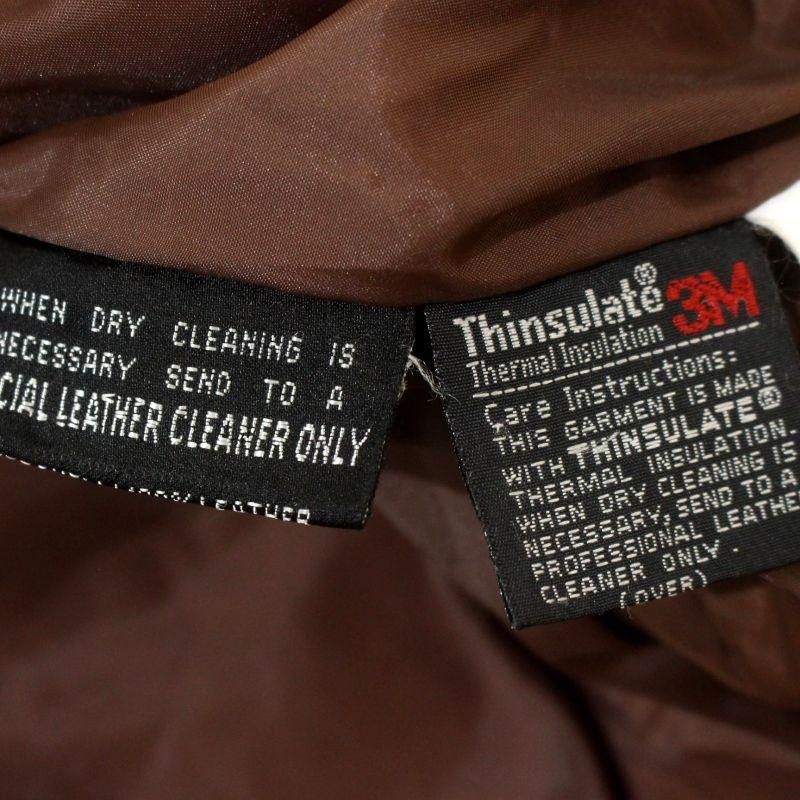 WHEN DRY CLEANING IS
NECESSARY SEND TO A
CIAL LEATHER CLEANER ONLY
LEATHER
Thinsulate® 3M
Thermal Insulation
Care Instructions:
THIS GARMENT IS MADE
WITH THINSULATE®
THERMAL INSULATION
WHEN DRY CLEANING IS
NECESSARY, SEND TO A
PROFESSIONAL LEATHER
CLEANER ONLY.
(OVER)